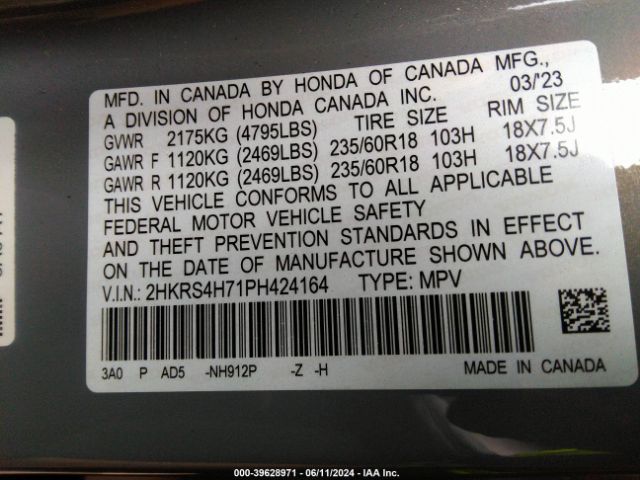 MFD. IN CANADA BY HONDA OF CANADA MFG.,
A DIVISION OF HONDA CANADA INC. 03/'23
GVWR 2175KG (4795LBS) TIRE SIZE RIM SIZE
GAWR F 1120KG (2469LBS) 235/60R18 103H 18X7.5J
GAWR R 1120KG (2469LBS) 235/60R18 103H 18X7.5J
THIS VEHICLE CONFORMS TO ALL APPLICABLE
FEDERAL MOTOR VEHICLE SAFETY
AND THEFT PREVENTION STANDARDS IN EFFECT
ON THE DATE OF MANUFACTURE SHOWN ABOVE.
V.I.N.: 2HKRS4H71PH424164 TYPE: MPV
3A0 P AD5 -NH912P -Z -H MADE IN CANADA
000-39628971 - 06/11/2024 - IAA Inc.